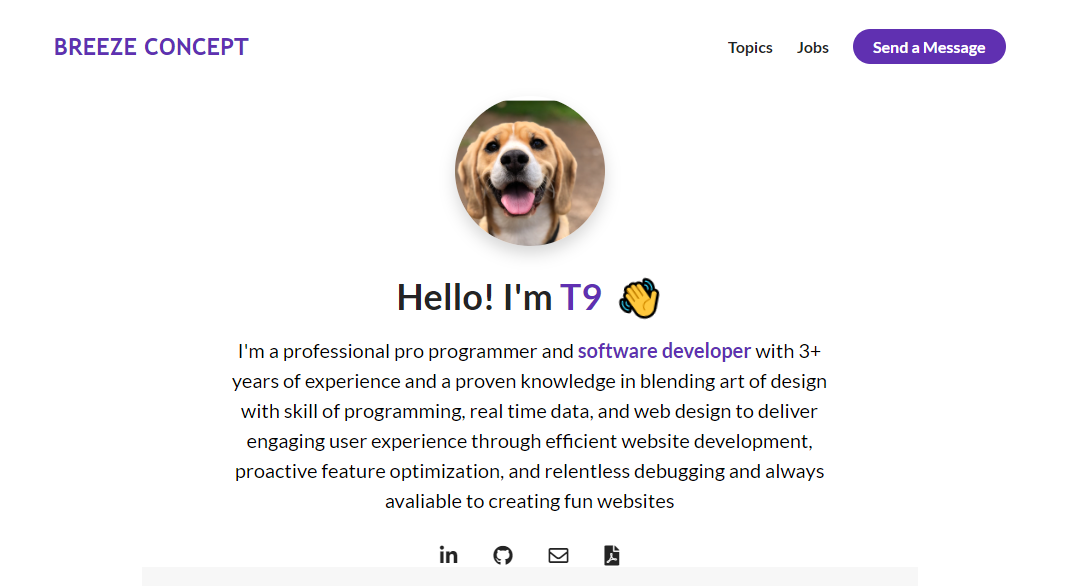 BREEZE CONCEPT
Topics
Jobs
Send a Message
Hello! I'm T9
I'm a professional pro programmer and software developer with 3+
years of experience and a proven knowledge in blending art of design
with skill of programming, real time data, and web design to deliver
engaging user experience through efficient website development,
proactive feature optimization, and relentless debugging and always
avaliable to creating fun websites
in